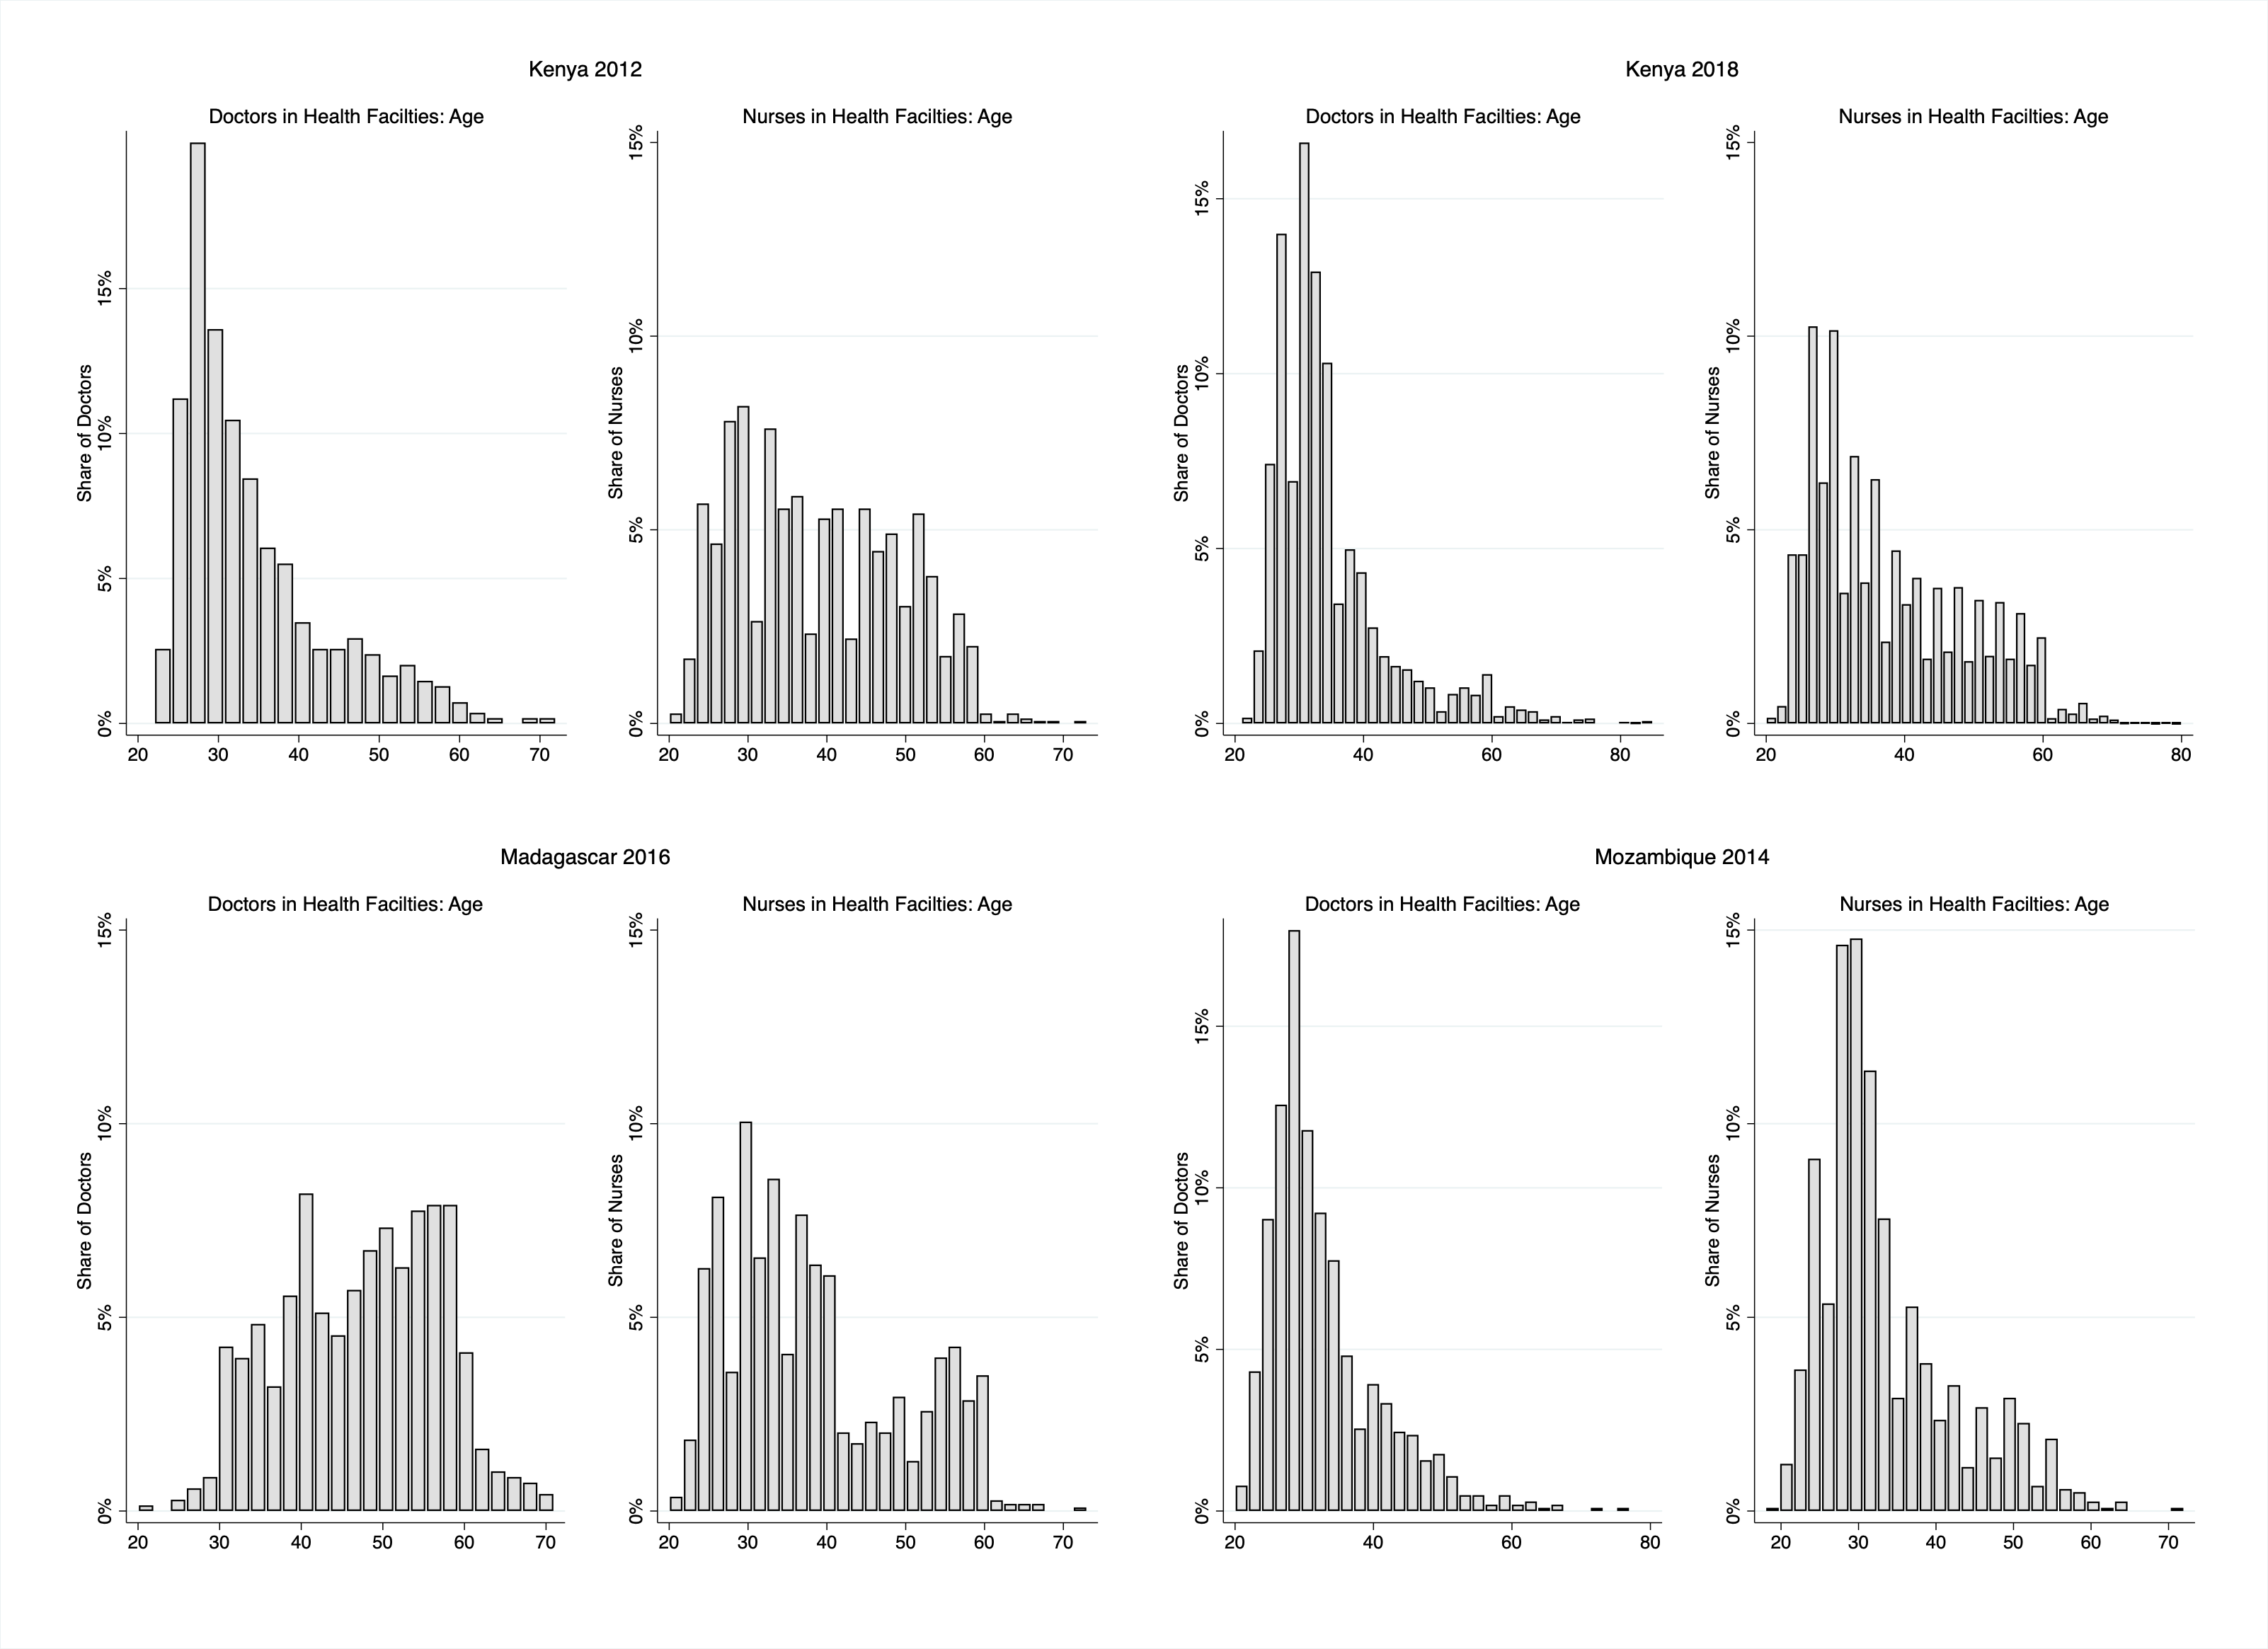 Kenya 2012
Doctors in Health Facilties: Age
Share of Doctors
0%
5%
10%
15%
20 30 40 50 60 70
Nurses in Health Facilties: Age
Share of Nurses
0%
5%
10%
15%
20 30 40 50 60 70
Kenya 2018
Doctors in Health Facilties: Age
Share of Doctors
0%
5%
10%
15%
20 40 60 80
Nurses in Health Facilties: Age
Share of Nurses
0%
5%
10%
15%
20 40 60 80
Madagascar 2016
Doctors in Health Facilties: Age
Share of Doctors
0%
5%
10%
15%
20 30 40 50 60 70
Nurses in Health Facilties: Age
Share of Nurses
0%
5%
10%
15%
20 30 40 50 60 70
Mozambique 2014
Doctors in Health Facilties: Age
Share of Doctors
0%
5%
10%
15%
20 40 60 80
Nurses in Health Facilties: Age
Share of Nurses
0%
5%
10%
15%
20 30 40 50 60 70